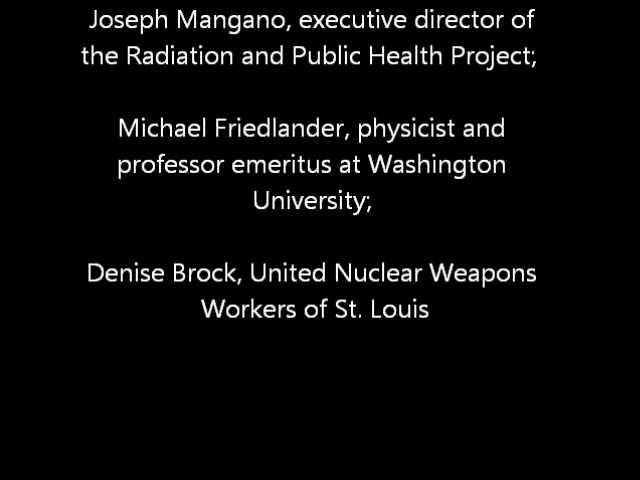 Joseph Mangano, executive director of
the Radiation and Public Health Project;
Michael Friedlander, physicist and
professor emeritus at Washington
University;
Denise Brock, United Nuclear Weapons
Workers of St. Louis